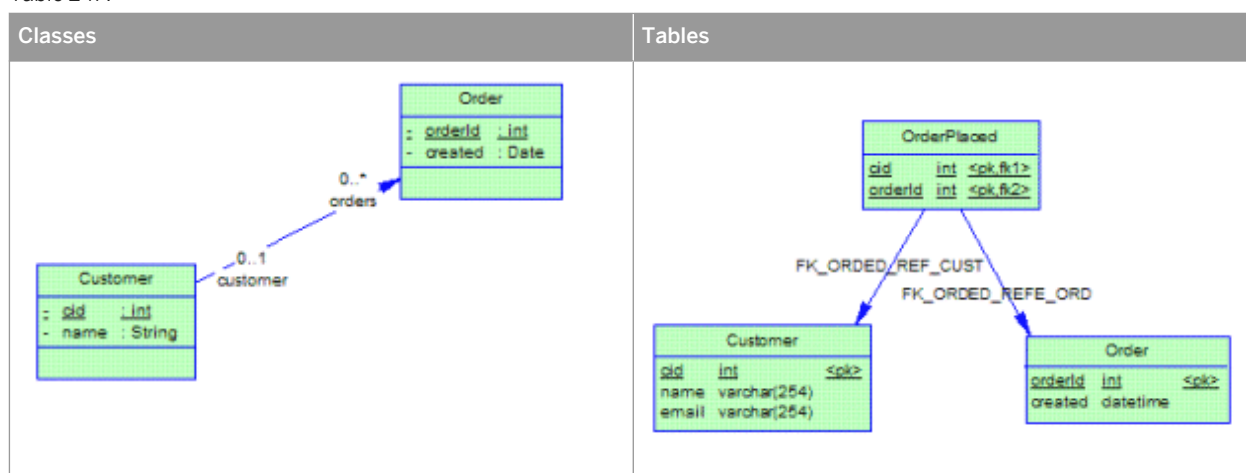 Classes
Tables
Order
- orderId : int
- created : Date
0..*
orders
0..1
customer
Customer
- cid : int
- name : String
OrderPlaced
cid int <pk,fk1>
orderId int <pk,fk2>
FK_ORDED_REF_CUST
FK_ORDED_REFE_ORD
Customer
cid int <pk>
name varchar(254)
email varchar(254)
Order
orderId int <pk>
created datetime